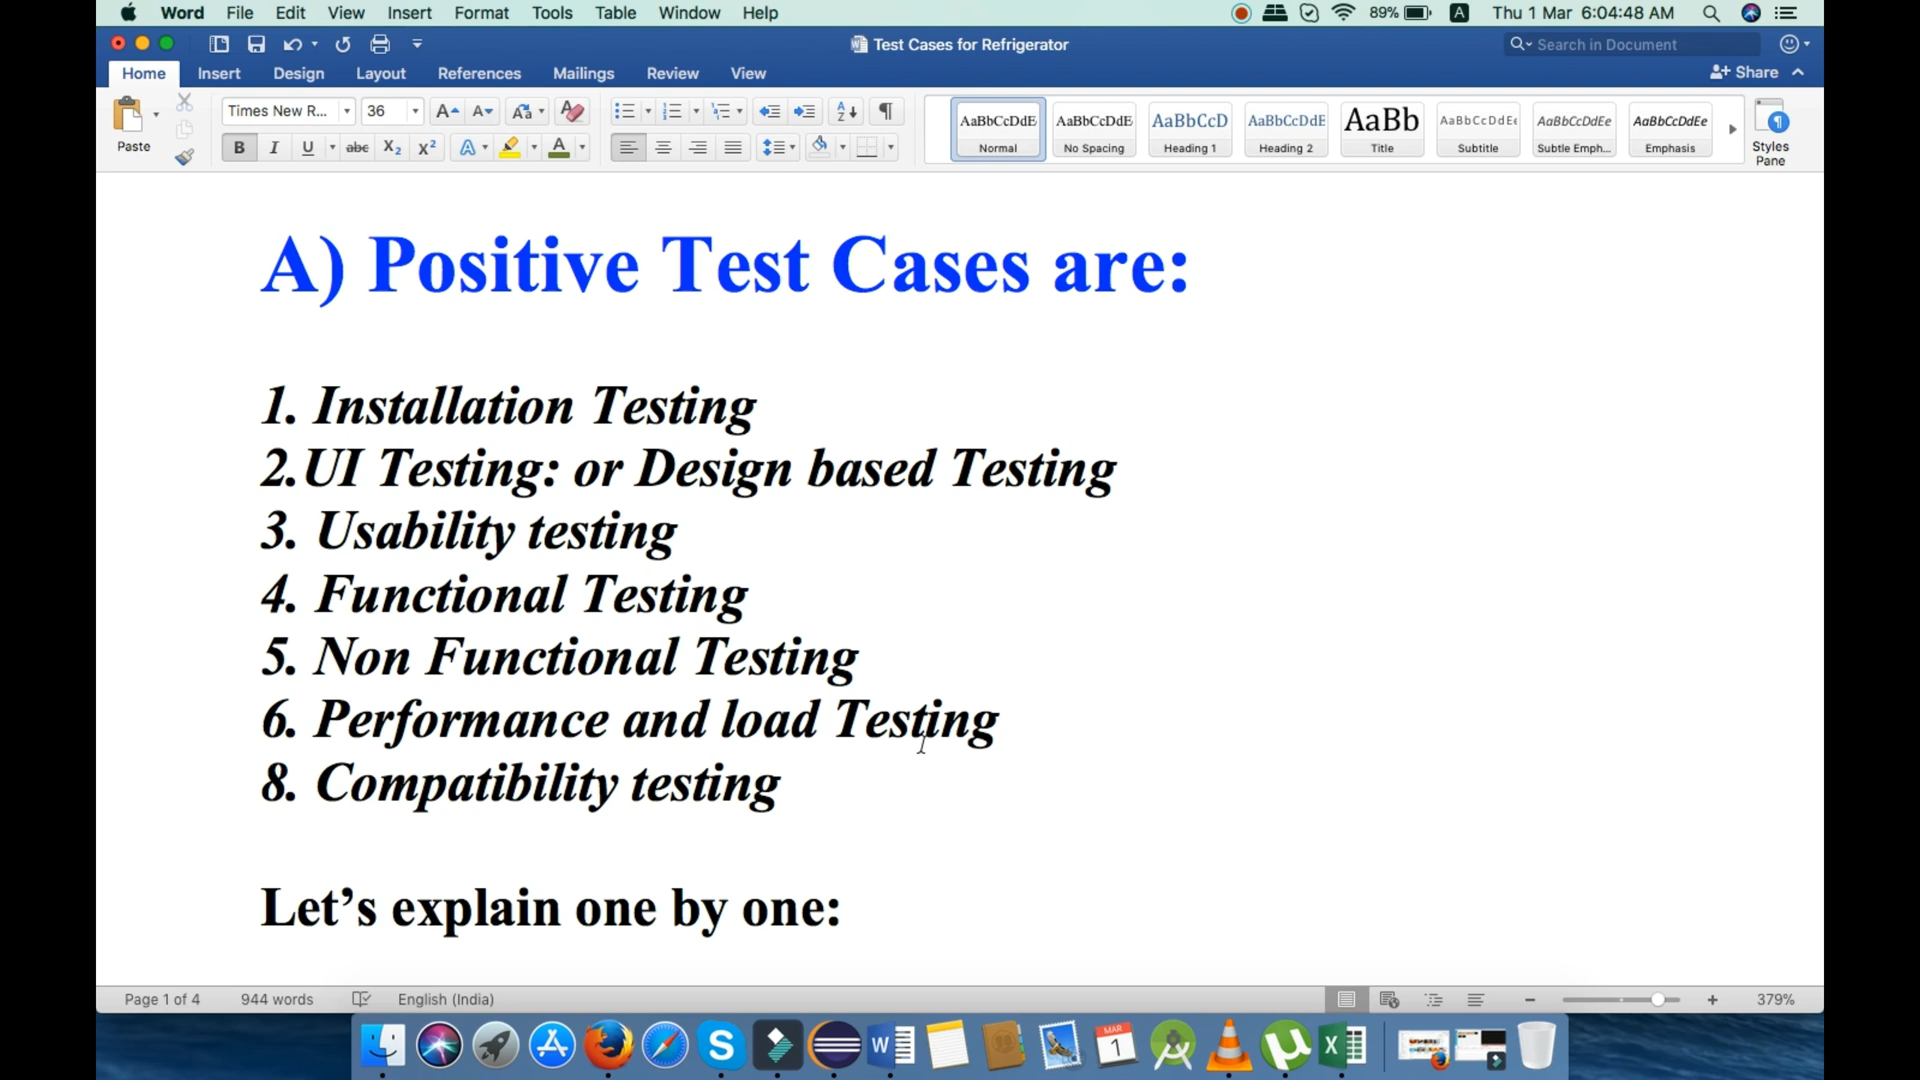 Word File Edit View Insert Format Tools Table Window Help 89% A Thu 1 Mar 6:04:48 AM
Test Cases for Refrigerator
Search in Document
Home Insert Design Layout References Mailings Review View Share
Paste
Times New R... 36
AaBbCcDdE AaBbCcDdE AaBbCcD AaBbCcDdE AaBb AaBbCcDdE AaBbCcDdEe AaBbCcDdEe
Normal No Spacing Heading 1 Heading 2 Title Subtitle Subtle Emph... Emphasis
Styles Pane
A) Positive Test Cases are:
1. Installation Testing
2.UI Testing: or Design based Testing
3. Usability testing
4. Functional Testing
5. Non Functional Testing
6. Performance and load Testing
8. Compatibility testing
Let’s explain one by one:
Page 1 of 4 944 words English (India) 379%
MAR
1